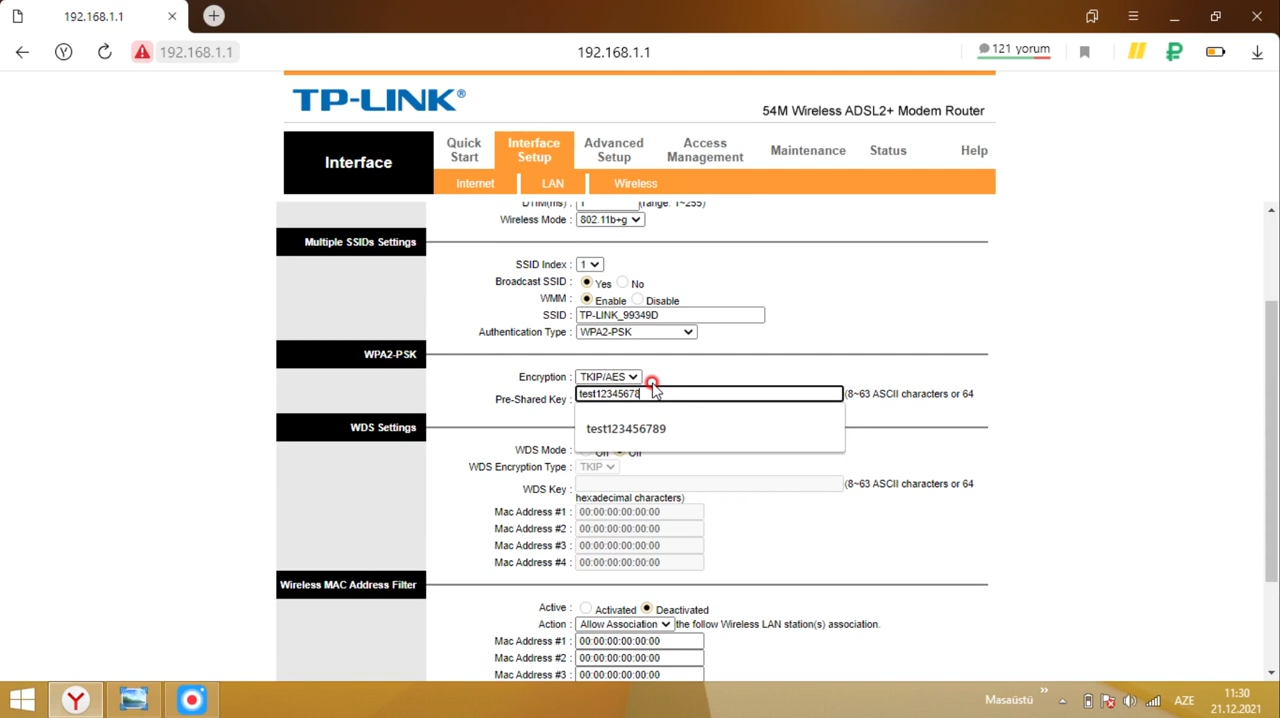 192.168.1.1
192.168.1.1
192.168.1.1
121 yorum
TP-LINK®
54M Wireless ADSL2+ Modem Router
Interface
Quick Start
Interface Setup
Advanced Setup
Access Management
Maintenance
Status
Help
Internet
LAN
Wireless
DTIM(ms) : 1 (range: 1~255)
Wireless Mode : 802.11b+g
Multiple SSIDs Settings
SSID Index : 1
Broadcast SSID : Yes No
WMM : Enable Disable
SSID : TP-LINK_99349D
Authentication Type : WPA2-PSK
WPA2-PSK
Encryption : TKIP/AES
Pre-Shared Key : test12345678 (8~63 ASCII characters or 64
test123456789
WDS Settings
WDS Mode : On Off
WDS Encryption Type : TKIP
WDS Key : (8~63 ASCII characters or 64
hexadecimal characters)
Mac Address #1 : 00:00:00:00:00:00
Mac Address #2 : 00:00:00:00:00:00
Mac Address #3 : 00:00:00:00:00:00
Mac Address #4 : 00:00:00:00:00:00
Wireless MAC Address Filter
Active : Activated Deactivated
Action : Allow Association the follow Wireless LAN station(s) association.
Mac Address #1 : 00:00:00:00:00:00
Mac Address #2 : 00:00:00:00:00:00
Mac Address #3 : 00:00:00:00:00:00
Masaüstü
AZE
11:30
21.12.2021